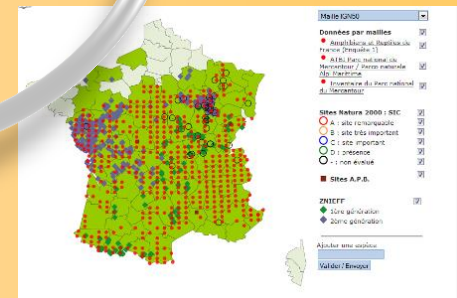 Maille IGN50
Données par mailles
Amphibiens et Reptiles de
France (Enquête 1)
ATBI Parc national de
Mercantour / Parco naturale
Alpi Marittime
Inventaire du Parc national
du Mercantour
Sites Natura 2000 : SIC
A : site remarquable
B : site très important
C : site important
D : présence
- : non évalué
Sites A.P.B.
ZNIEFF
1ère génération
2ème génération
Ajouter une espèce
Valider / Envoyer